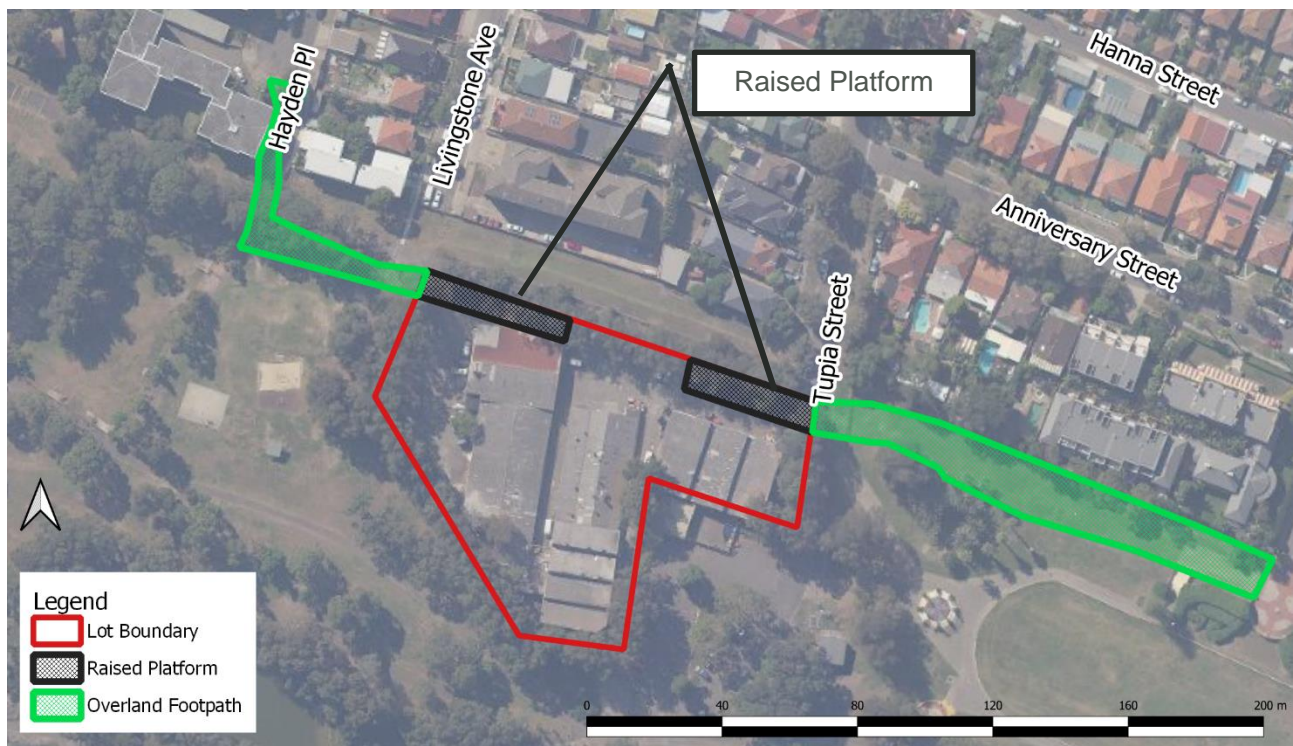 Hayden Pl
Livingstone Ave
Raised Platform
Hanna Street
Anniversary Street
Tupia Street
Legend
Lot Boundary
Raised Platform
Overland Footpath
0 40 80 120 160 200 m